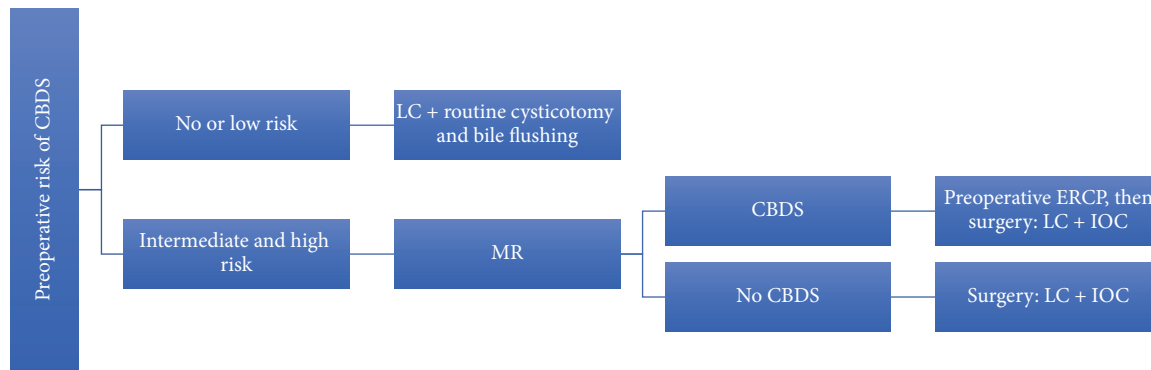 Preoperative risk of CBDS
No or low risk
LC + routine cysticotomy
and bile flushing
Intermediate and high
risk
MR
CBDS
Preoperative ERCP, then
surgery: LC + IOC
No CBDS
Surgery: LC + IOC